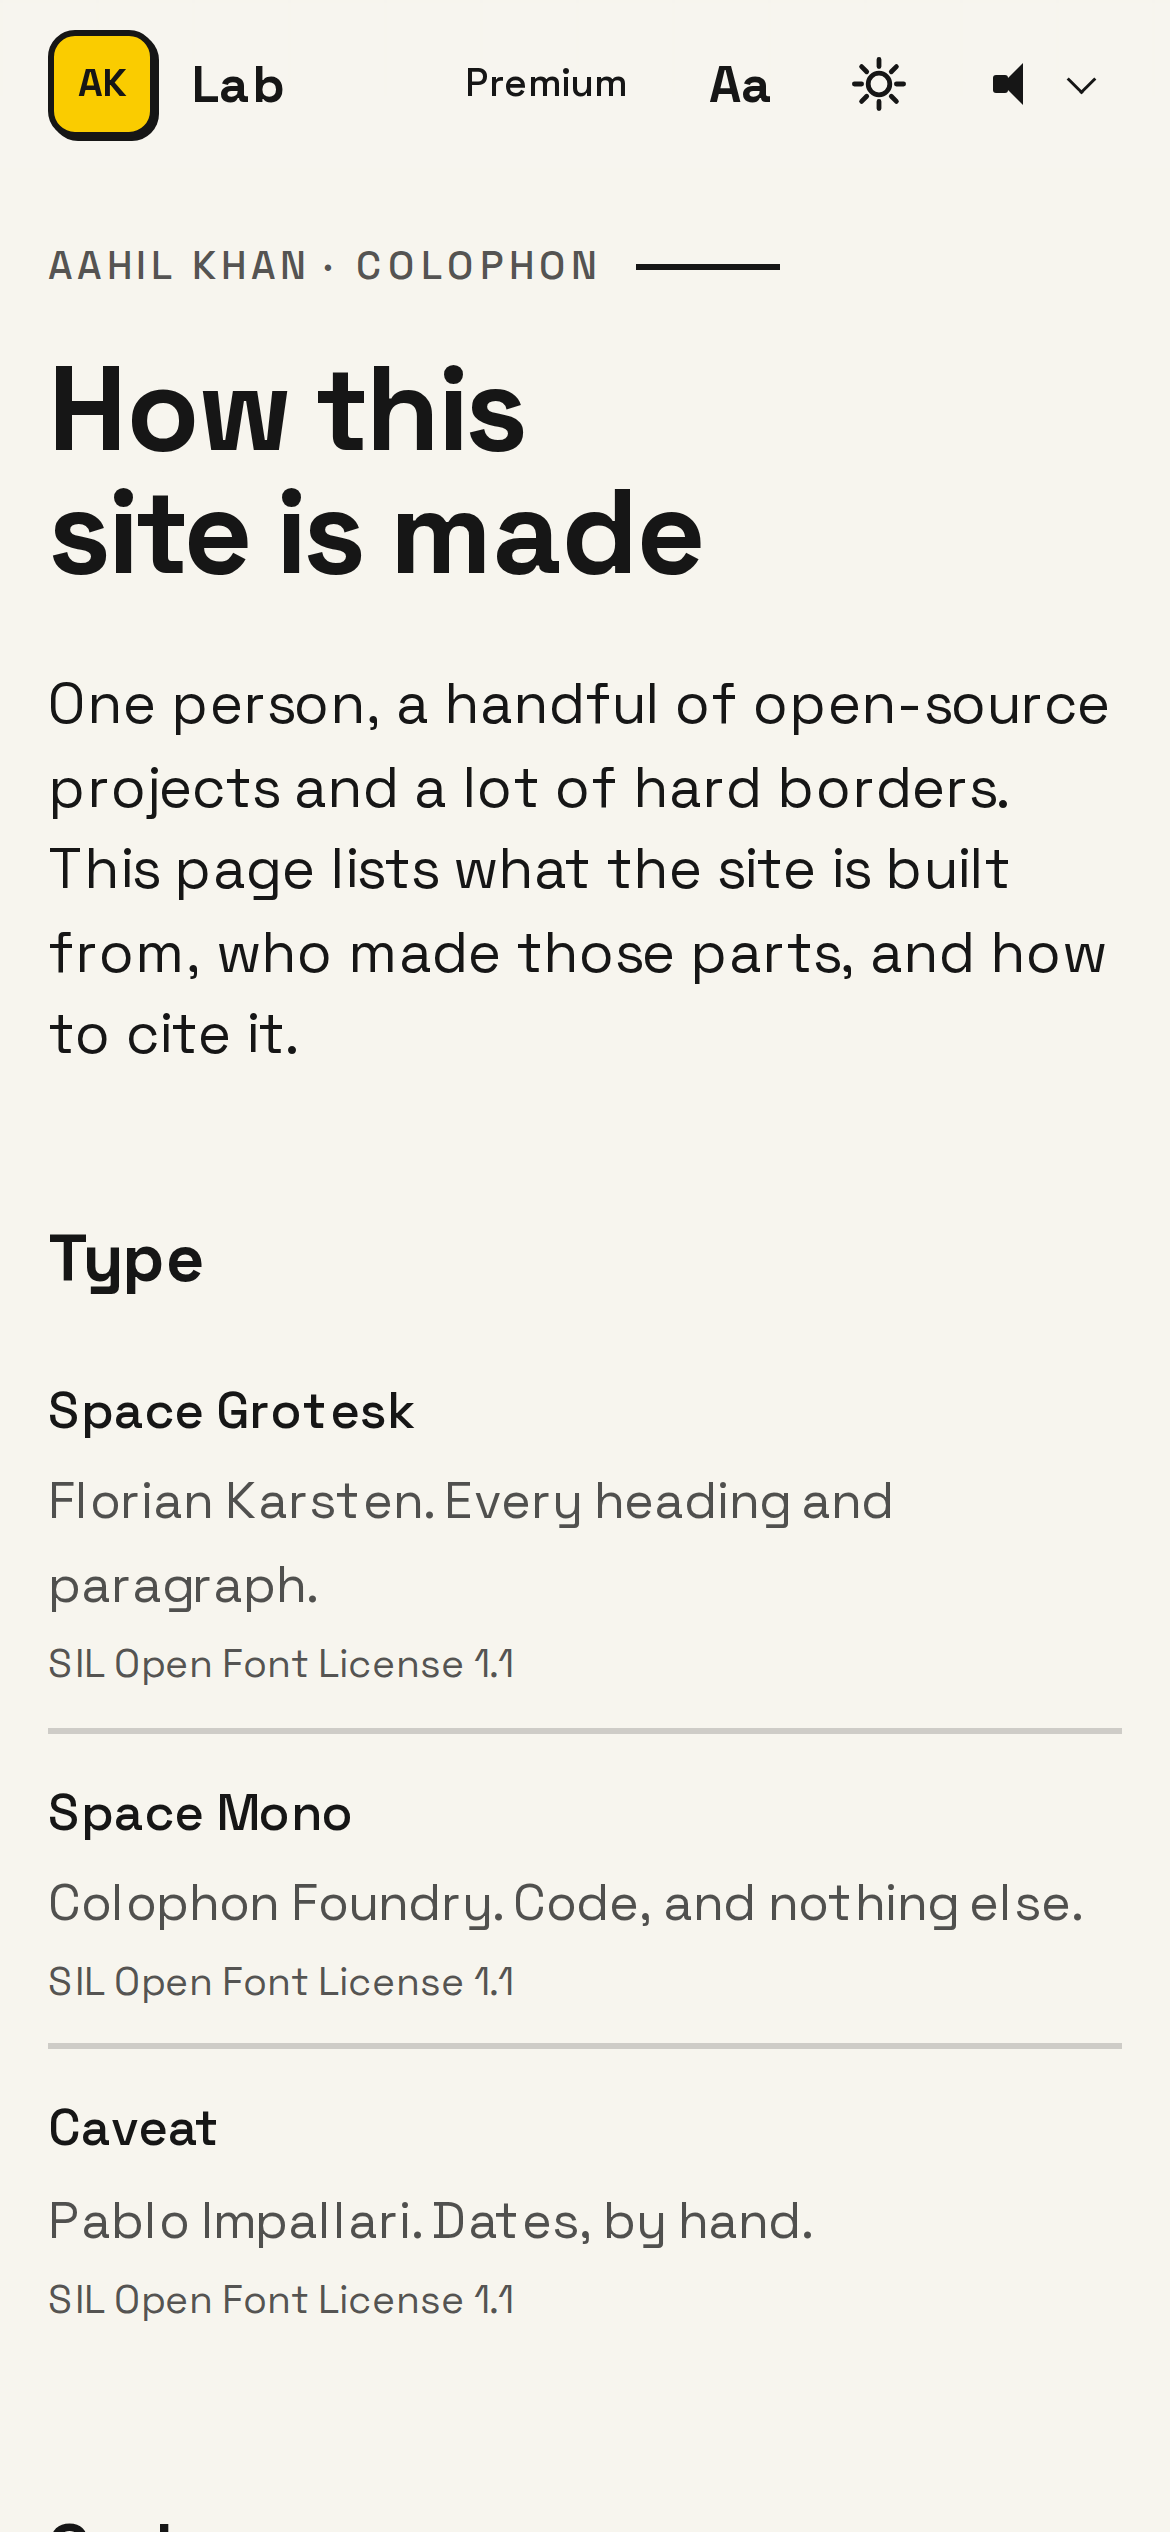 AK
Lab
Premium
Aa
AAHIL KHAN · COLOPHON
How this
site is made
One person, a handful of open-source
projects and a lot of hard borders.
This page lists what the site is built
from, who made those parts, and how
to cite it.
Type
Space Grotesk
Florian Karsten. Every heading and
paragraph.
SIL Open Font License 1.1
Space Mono
Colophon Foundry. Code, and nothing else.
SIL Open Font License 1.1
Caveat
Pablo Impallari. Dates, by hand.
SIL Open Font License 1.1